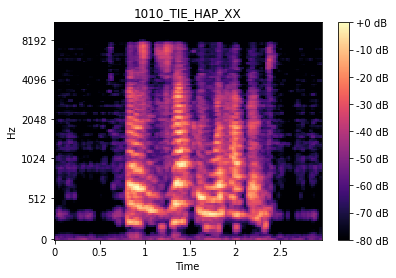 1010_TIE_HAP_XX
Hz
8192
4096
2048
1024
512
0
0
0.5
1
1.5
2
2.5
Time
+0 dB
-10 dB
-20 dB
-30 dB
-40 dB
-50 dB
-60 dB
-70 dB
-80 dB